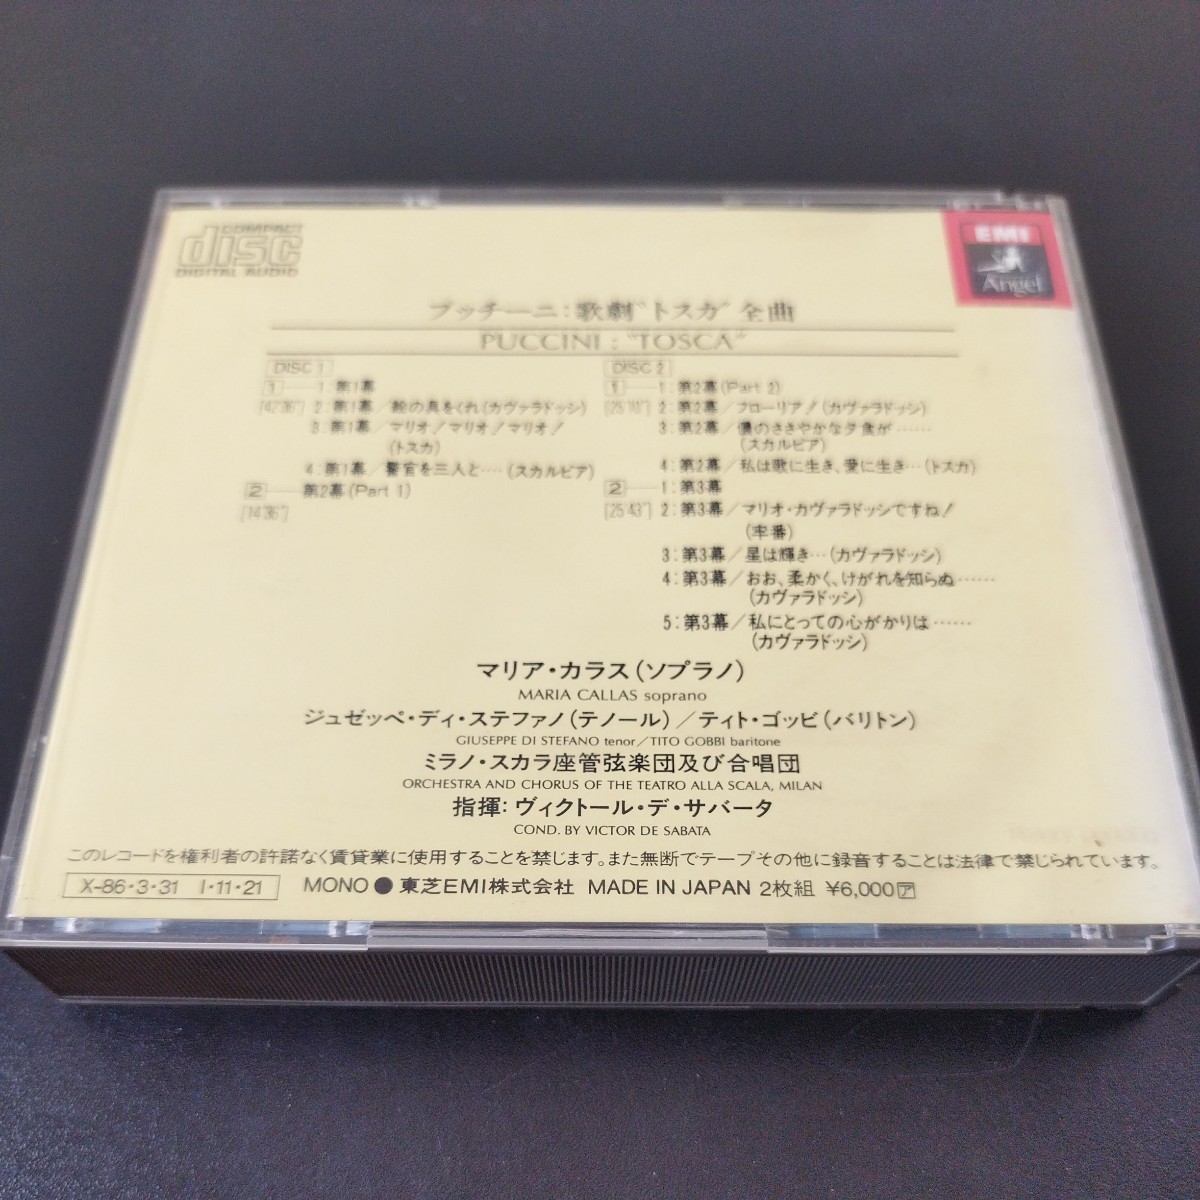 COMPACT
disc
DIGITAL AUDIO
EMI
Angel
プッチーニ:歌劇“トスカ”全曲
PUCCINI : “TOSCA”
DISC 1
1 — 1:第1幕
[42'36"] 2:第1幕/絵の具をくれ(カヴァラドッシ)
3:第1幕/マリオ!マリオ!マリオ!
(トスカ)
4:第1幕/警官を三人と…(スカルピア)
2 — 第2幕(Part 1)
[14'36"]
DISC 2
1 — 1:第2幕(Part 2)
[25'10"] 2:第2幕/フローリア!(カヴァラドッシ)
3:第2幕/儂のささやかな夕食が……
(スカルピア)
4:第2幕/私は歌に生き、愛に生き…(トスカ)
2 — 1:第3幕
[25'43"] 2:第3幕/マリオ・カヴァラドッシですね!
(牢番)
3:第3幕/星は輝き…(カヴァラドッシ)
4:第3幕/おお、柔かく、けがれを知らぬ……
(カヴァラドッシ)
5:第3幕/私にとっての心がかりは……
(カヴァラドッシ)
マリア・カラス(ソプラノ)
MARIA CALLAS soprano
ジュゼッペ・ディ・ステファノ(テノール)/ティト・ゴッビ(バリトン)
GIUSEPPE DI STEFANO tenor/TITO GOBBI baritone
ミラノ・スカラ座管弦楽団及び合唱団
ORCHESTRA AND CHORUS OF THE TEATRO ALLA SCALA, MILAN
指揮:ヴィクトール・デ・サバータ
COND. BY VICTOR DE SABATA
このレコードを権利者の許諾なく賃貸業に使用することを禁じます。また無断でテープその他に録音することは法律で禁じられています。
X-86・3・31 I・11・21 MONO ● 東芝EMI株式会社 MADE IN JAPAN 2枚組 ¥6,000ア